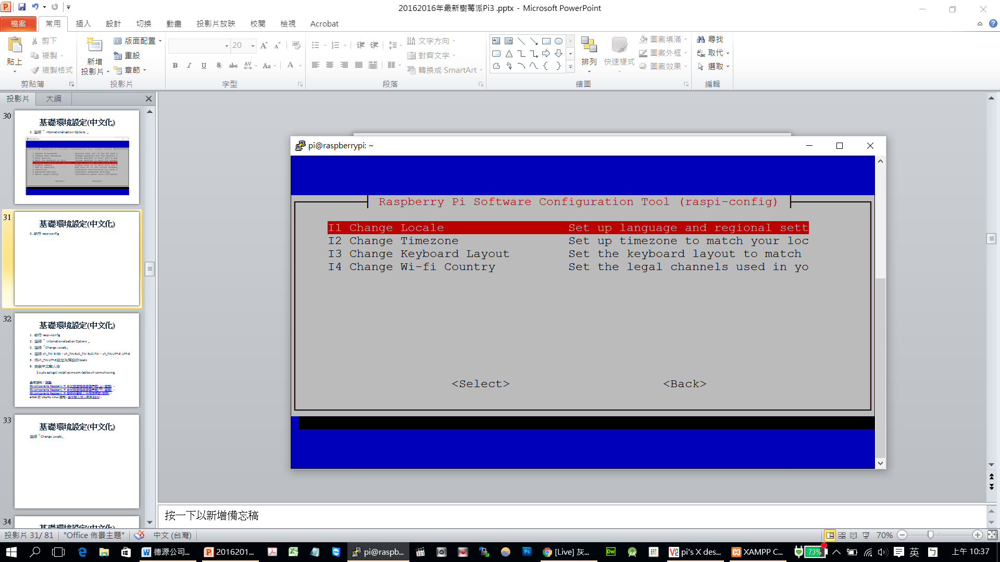 20162016年最新樹莓派Pi3 .pptx - Microsoft PowerPoint
檔案 常用 插入 設計 切換 動畫 投影片放映 校閱 檢視 Acrobat
貼上 剪下 複製 複製格式 剪貼簿
新增投影片 版面配置 重設 章節 投影片
20 B I U S abc AV Aa A 字型
文字方向 對齊文字 轉換成 SmartArt 段落
排列 快速樣式 圖案填滿 圖案外框 圖案效果 繪圖
尋找 取代 選取 編輯
投影片 大綱
30
基礎環境設定(中文化)
2. 選擇「 Internationalisation Options 」
31
基礎環境設定(中文化)
3. 執行 raspi-config
32
基礎環境設定(中文化)
1. 執行 raspi-config
2. 選擇「 Internationalisation Options 」
3. 選擇「Change Locale」
4. 選擇 zh_TW BIG5、zh_TW.EUC_TW EUC-TW、zh_TW.UTF-8 UTF-8
5. 將zh_TW.UTF-8設定為預設的locale
6. 安裝中文輸入法
33
基礎環境設定(中文化)
選擇「Change Locale」
34
基礎環境設定(中文化)
pi@raspberrypi: ~
Raspberry Pi Software Configuration Tool (raspi-config)
I1 Change Locale Set up language and regional sett
I2 Change Timezone Set up timezone to match your loc
I3 Change Keyboard Layout Set the keyboard layout to match
I4 Change Wi-fi Country Set the legal channels used in yo
<Select> <Back>
按一下以新增備忘稿
投影片 31/ 81 "Office 佈景主題" 中文 (台灣) 70%
德源公司... 2016201... pi@raspb... [Live] 灰... pi's X des... XAMPP C... 73% 英 上午 10:37